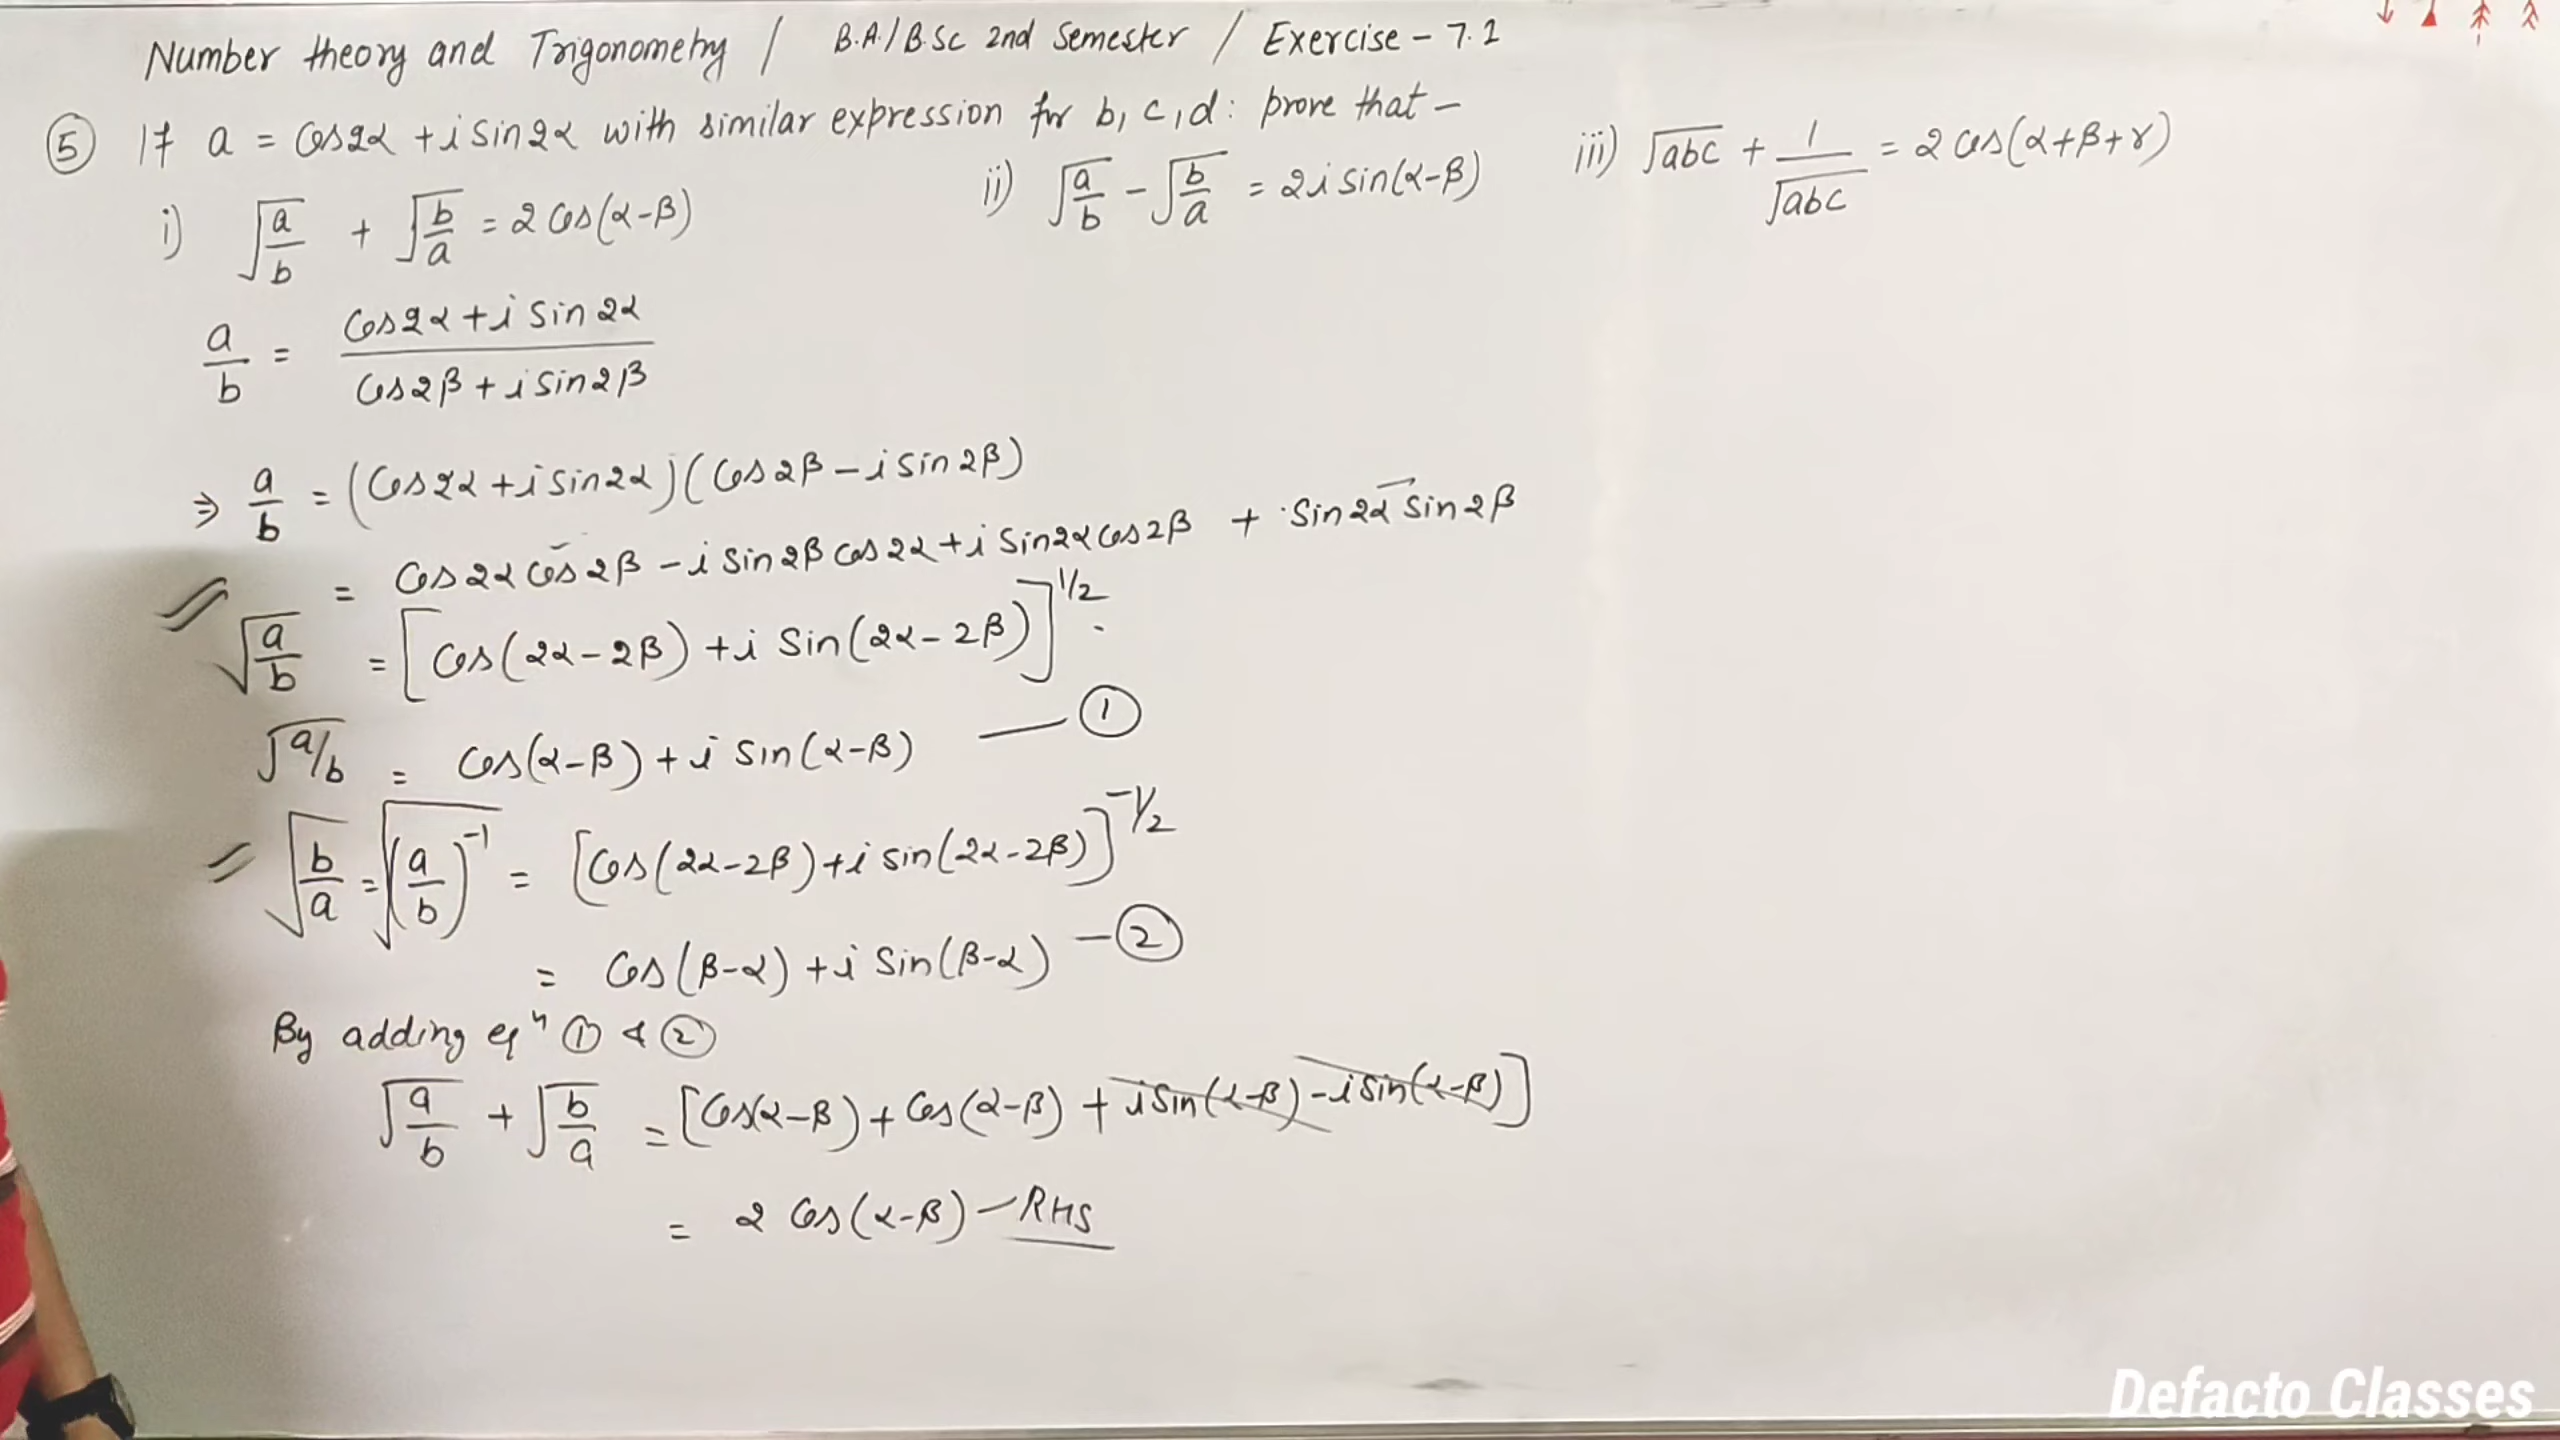 Number theory and Trigonometry / B.A/B.Sc 2nd Semester / Exercise - 7.1
⑤ If a = Cos2α + i Sin2α with similar expression for b, c, d: prove that -
i) √(a/b) + √(b/a) = 2 Cos(α-β) ii) √(a/b) - √(b/a) = 2i sin(α-β) iii) √abc + 1/√abc = 2 Cos(α+β+γ)
a/b = (Cos2α + i Sin 2α)/(Cos2β + i Sin2β)
⇒ a/b = (Cos2α + i Sin2α)(Cos2β - i Sin2β)
= Cos2α Cos2β - i Sin2β Cos2α + i Sin2α Cos2β + Sin2α Sin2β
√(a/b) = [Cos(2α-2β) + i Sin(2α-2β)]^1/2
√a/b = Cos(α-β) + i Sin(α-β) — ①
√(b/a) = √(a/b)^-1 = [Cos(2α-2β) + i sin(2α-2β)]^-1/2
= Cos(β-α) + i Sin(β-α) - ②
By adding eqⁿ ① & ②
√(a/b) + √(b/a) = [Cos(α-β) + Cos(α-β) + i Sin(α-β) - i Sin(α-β)]
= 2 Cos(α-β) - RHS
Defacto Classes